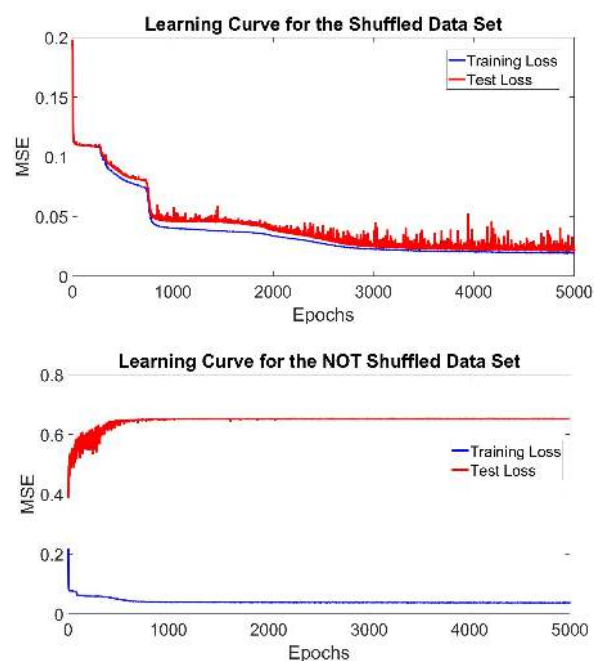 Learning Curve for the Shuffled Data Set
0.2
Training Loss
Test Loss
0.15
MSE
0.1
0.05
0
0 1000 2000 3000 4000 5000
Epochs
Learning Curve for the NOT Shuffled Data Set
0.8
0.6
Training Loss
Test Loss
MSE
0.4
0.2
0
0 1000 2000 3000 4000 5000
Epochs